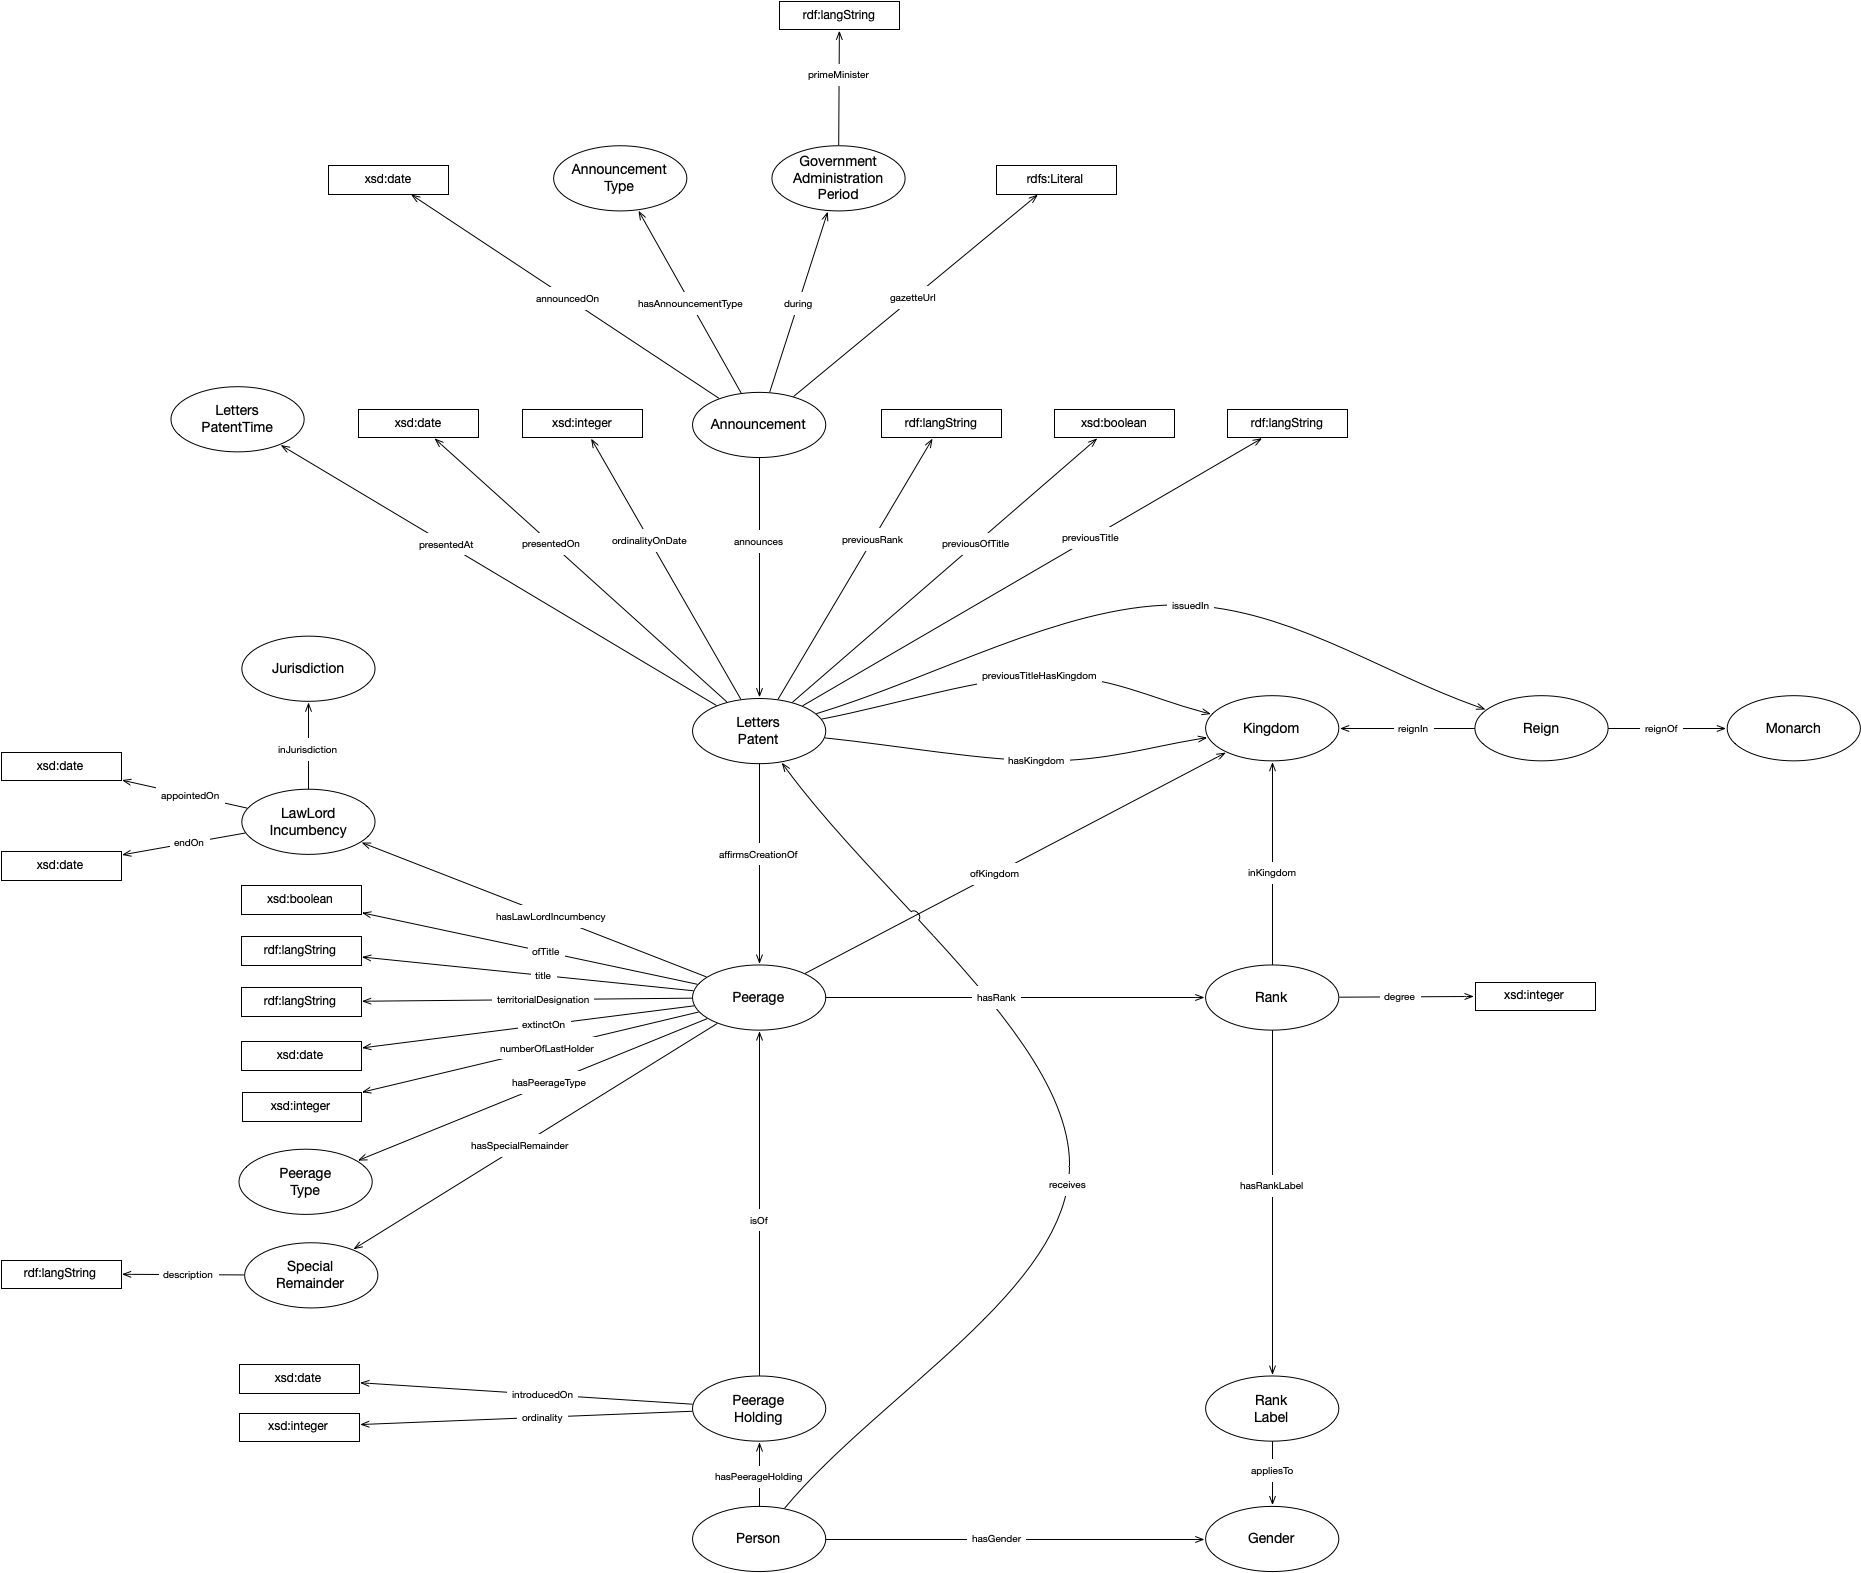 rdf:langString
primeMinister
Government
Administration
Period
Announcement
Type
xsd:date
rdfs:Literal
announcedOn
hasAnnouncementType
during
gazetteUrl
Letters
PatentTime
xsd:date
xsd:integer
Announcement
rdf:langString
xsd:boolean
rdf:langString
presentedAt
presentedOn
ordinalityOnDate
announces
previousRank
previousOfTitle
previousTitle
issuedIn
Jurisdiction
previousTitleHasKingdom
Letters
Patent
Kingdom
reignIn
Reign
reignOf
Monarch
inJurisdiction
hasKingdom
xsd:date
appointedOn
LawLord
Incumbency
endOn
xsd:date
affirmsCreationOf
ofKingdom
inKingdom
xsd:boolean
hasLawLordIncumbency
rdf:langString
ofTitle
title
rdf:langString
territorialDesignation
Peerage
hasRank
Rank
degree
xsd:integer
extinctOn
xsd:date
numberOfLastHolder
hasPeerageType
xsd:integer
hasSpecialRemainder
Peerage
Type
receives
hasRankLabel
isOf
rdf:langString
description
Special
Remainder
xsd:date
introducedOn
ordinality
xsd:integer
Peerage
Holding
Rank
Label
hasPeerageHolding
appliesTo
Person
hasGender
Gender